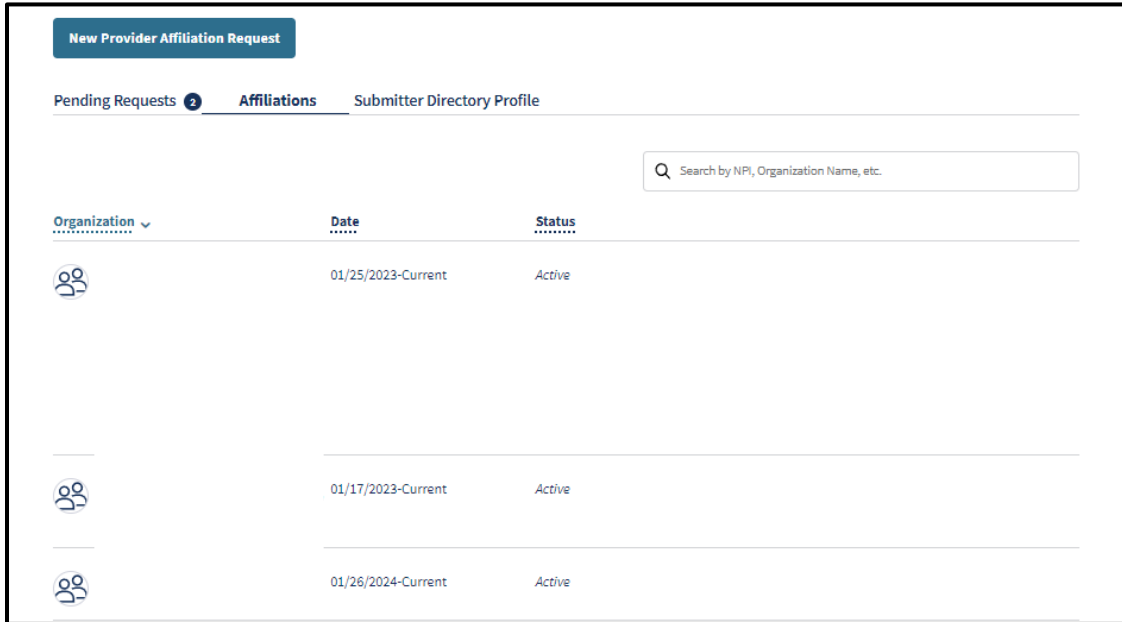 New Provider Affiliation Request
Pending Requests 2 Affiliations Submitter Directory Profile
Search by NPI, Organization Name, etc.
Organization Date Status
01/25/2023-Current Active
01/17/2023-Current Active
01/26/2024-Current Active